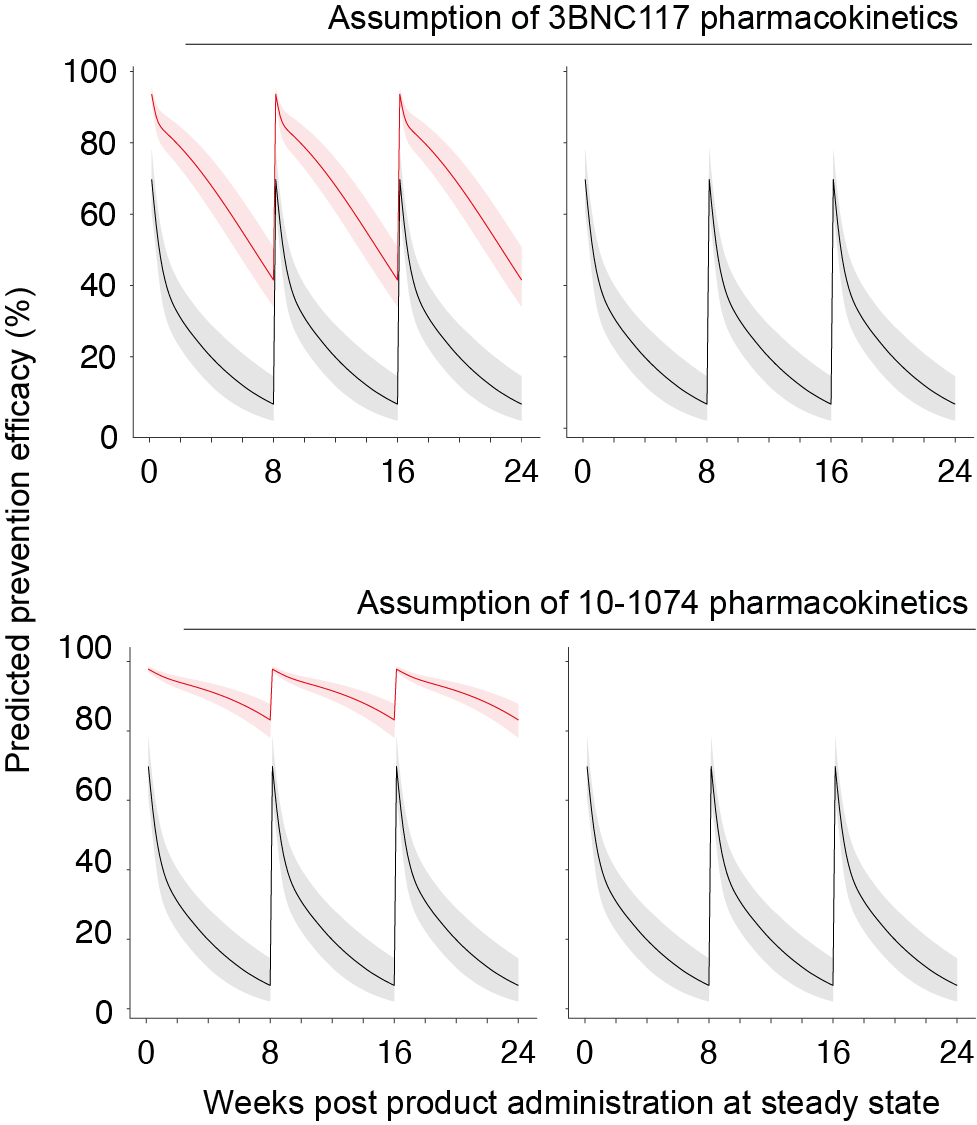 Assumption of 3BNC117 pharmacokinetics
100
80
60
40
20
0
0 8 16 24 0 8 16 24
Predicted prevention efficacy (%)
Assumption of 10-1074 pharmacokinetics
100
80
60
40
20
0
0 8 16 24 0 8 16 24
Weeks post product administration at steady state